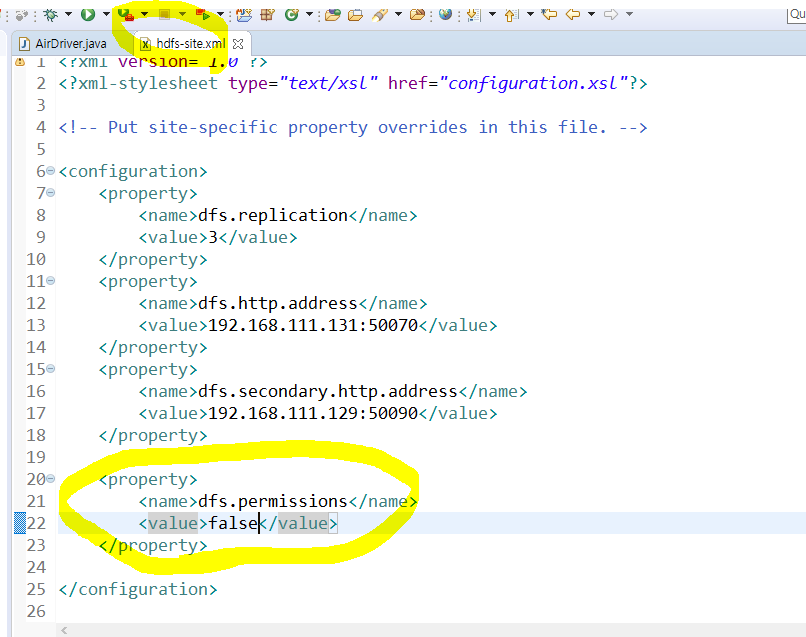 Qu
AirDriver.java
hdfs-site.xml
1 <?xml version="1.0"?>
2 <?xml-stylesheet type="text/xsl" href="configuration.xsl"?>
3
4 <!-- Put site-specific property overrides in this file. -->
5
6 <configuration>
7 <property>
8 <name>dfs.replication</name>
9 <value>3</value>
10 </property>
11 <property>
12 <name>dfs.http.address</name>
13 <value>192.168.111.131:50070</value>
14 </property>
15 <property>
16 <name>dfs.secondary.http.address</name>
17 <value>192.168.111.129:50090</value>
18 </property>
19
20 <property>
21 <name>dfs.permissions</name>
22 <value>false</value>
23 </property>
24
25 </configuration>
26